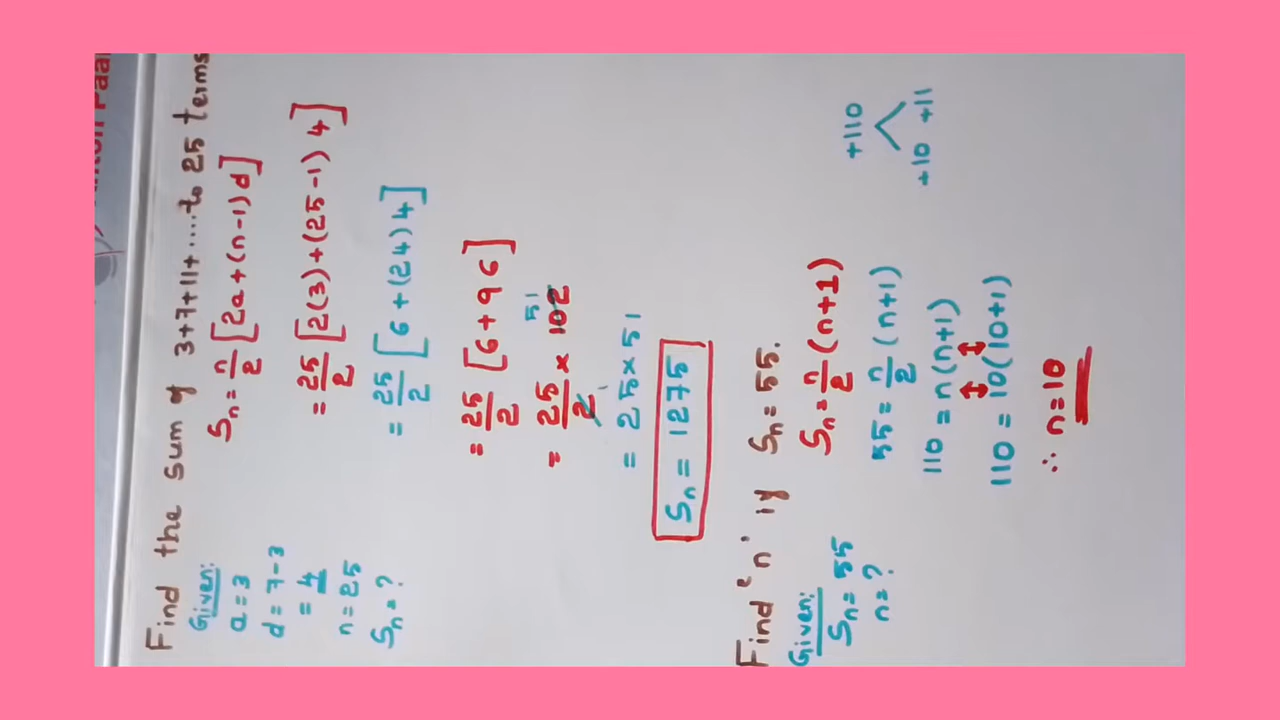 Find the sum of 3+7+11+....to 25 terms
Given:
a=3
d=7-3
=4
n=25
Sn=?
Sn=n/2[2a+(n-1)d]
=25/2[2(3)+(25-1)4]
=25/2[6+(24)4]
=25/2[6+96]
51
=25/2×102
1
=25×51
Sn=1275
Find 'n' if Sn=55.
Given:
Sn=55
n=?
Sn=n/2(n+1)
55=n/2(n+1)
110=n(n+1)
110=10(10+1)
∴ n=10
+110
+10 +11